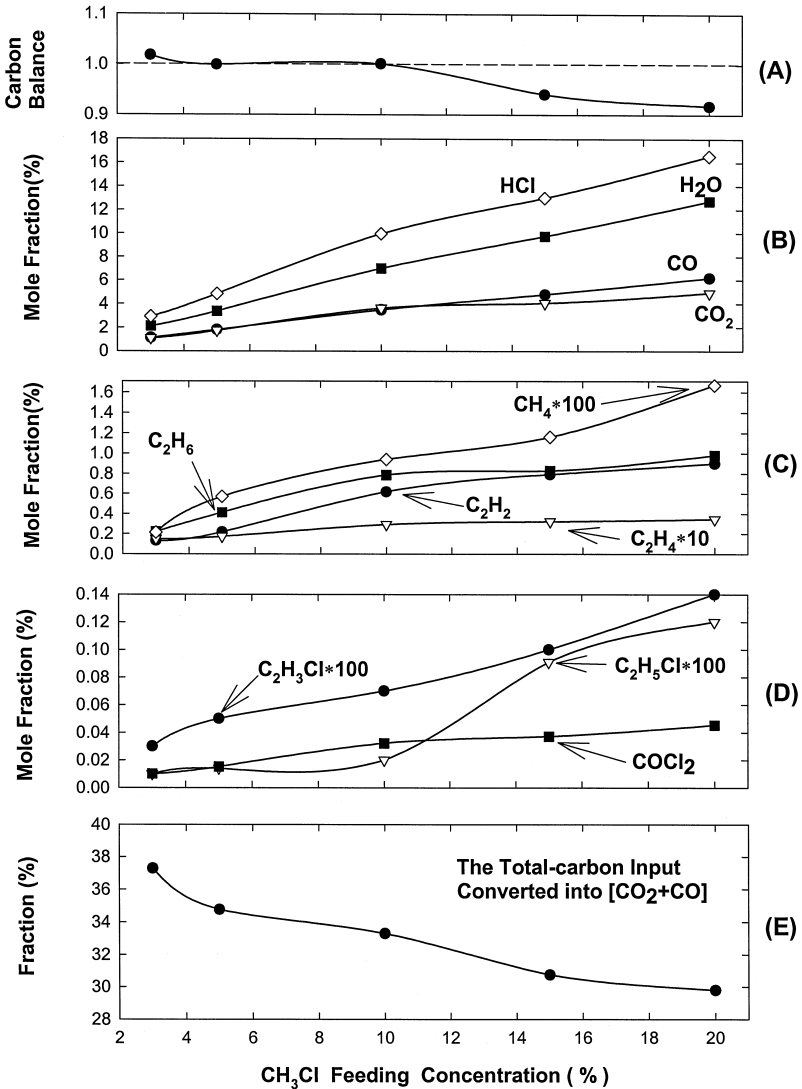 Carbon
Balance
1.1
1.0
0.9
(A)
Mole Fraction(%)
18
16
14
12
10
8
6
4
2
0
HCl
H2O
CO
CO2
(B)
Mole Fraction(%)
1.6
1.4
1.2
1.0
0.8
0.6
0.4
0.2
0.0
CH4*100
C2H6
C2H2
C2H4*10
(C)
Mole Fraction (%)
0.14
0.12
0.10
0.08
0.06
0.04
0.02
0.00
C2H3Cl*100
C2H5Cl*100
COCl2
(D)
Fraction (%)
40
38
36
34
32
30
28
The Total-carbon Input
Converted into [CO2+CO]
(E)
2 4 6 8 10 12 14 16 18 20
CH3Cl Feeding Concentration ( % )